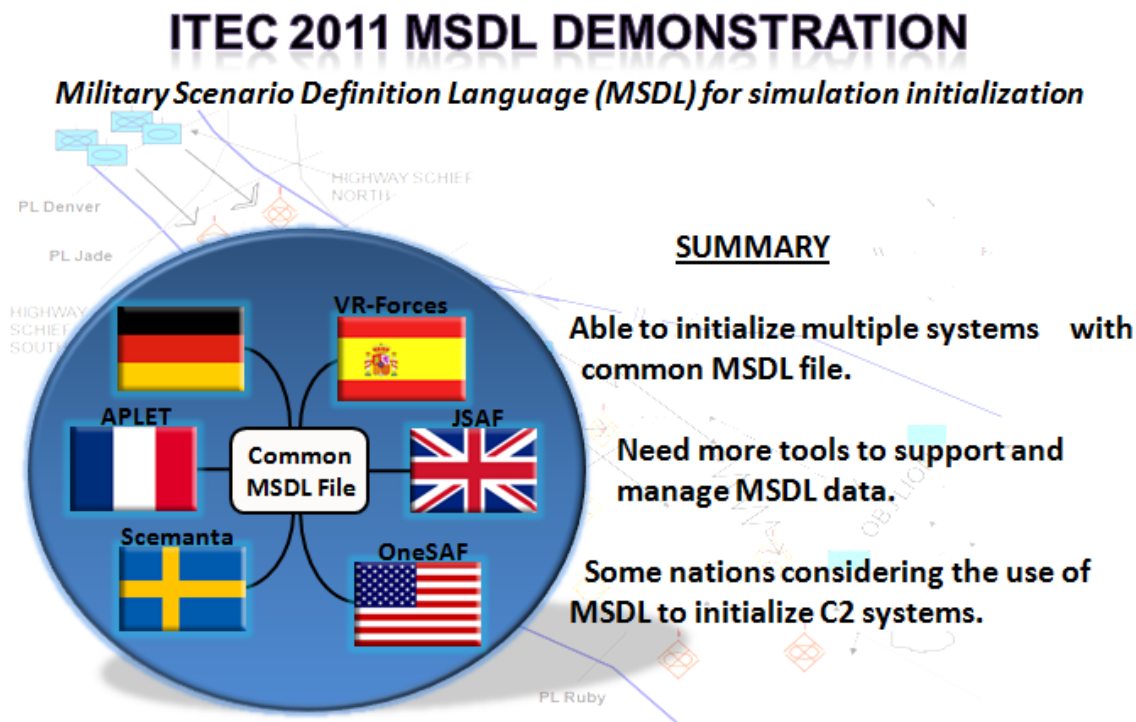 ITEC 2011 MSDL DEMONSTRATION
Military Scenario Definition Language (MSDL) for simulation initialization
HIGHWAY SCHIEF
NORTH
PL Denver
PL Jade
HIGHWAY
SCHIEF
SOUTH
VR-Forces
APLET
JSAF
Common
MSDL File
Scemanta
OneSAF
SUMMARY
Able to initialize multiple systems with
common MSDL file.
Need more tools to support and
manage MSDL data.
Some nations considering the use of
MSDL to initialize C2 systems.
PL Ruby